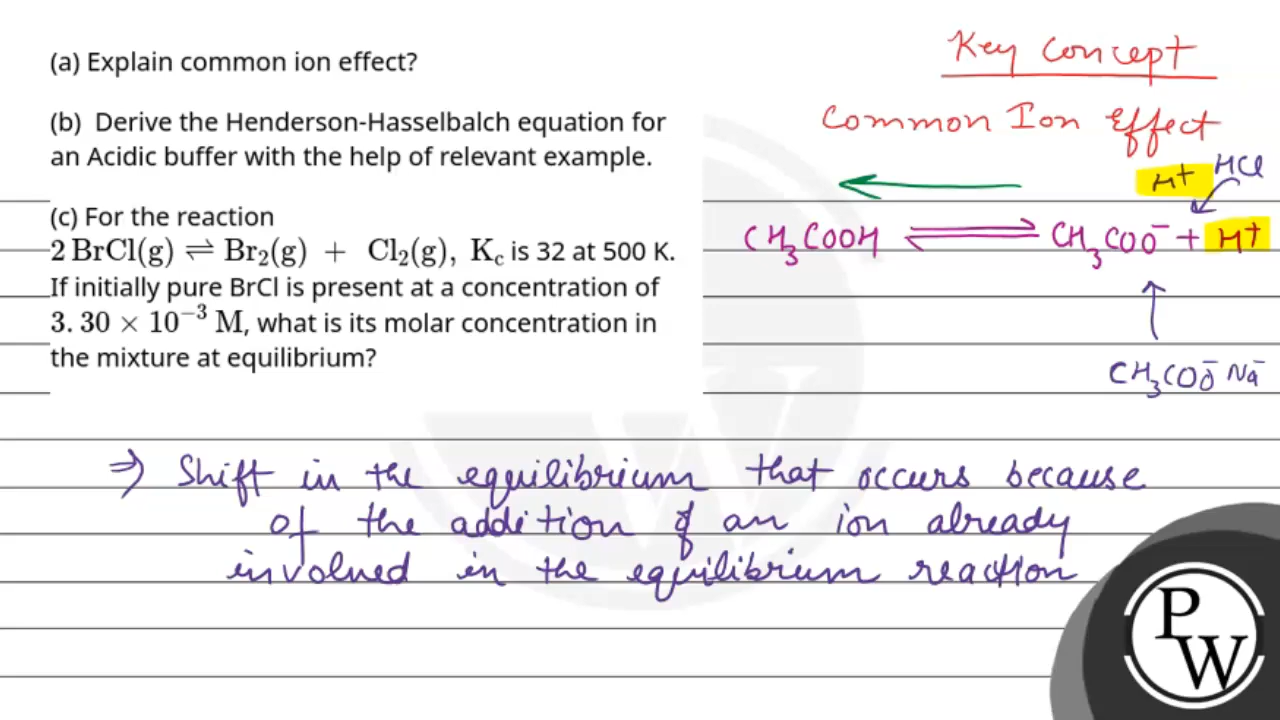 (a) Explain common ion effect?
(b) Derive the Henderson-Hasselbalch equation for
an Acidic buffer with the help of relevant example.
(c) For the reaction
2 BrCl(g) ⇌ Br₂(g) + Cl₂(g), K꜀ is 32 at 500 K.
If initially pure BrCl is present at a concentration of
3. 30 × 10⁻³ M, what is its molar concentration in
the mixture at equilibrium?
Key Concept
Common Ion Effect
H⁺ HCl
CH₃COOH ⇌ CH₃COO⁻ + H⁺
CH₃COO⁻ Na⁻
⇒ Shift in the equilibrium that occurs because
of the addition of an ion already
involved in the equilibrium reaction
P
W